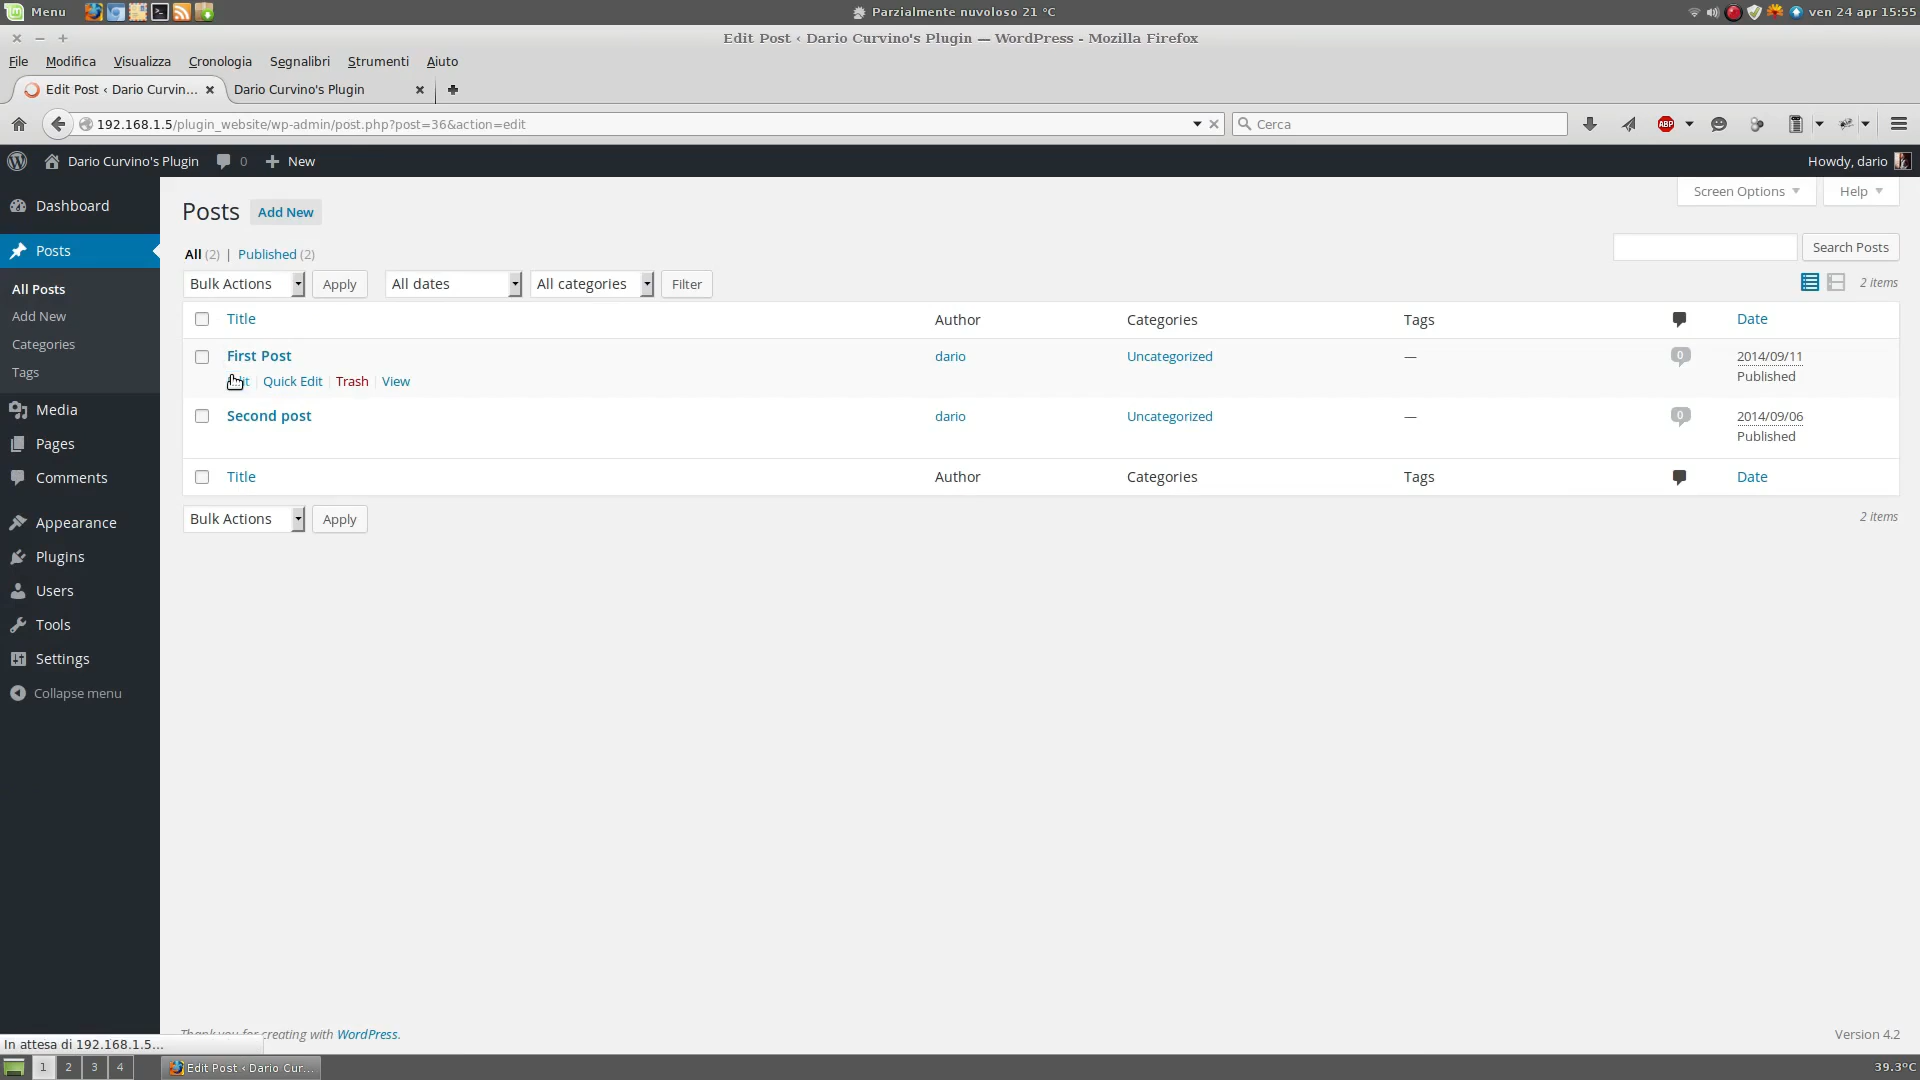 Menu
Parzialmente nuvoloso 21 °C
ven 24 apr 15:55
Edit Post ‹ Dario Curvino's Plugin — WordPress - Mozilla Firefox
File Modifica Visualizza Cronologia Segnalibri Strumenti Aiuto
Edit Post ‹ Dario Curvin...
Dario Curvino's Plugin
192.168.1.5/plugin_website/wp-admin/post.php?post=36&action=edit
Cerca
ABP
Dario Curvino's Plugin 0 New
Howdy, dario
Screen Options Help
Dashboard
Posts
All Posts
Add New
Categories
Tags
Media
Pages
Comments
Appearance
Plugins
Users
Tools
Settings
Collapse menu
Posts Add New
All (2) | Published (2)
Search Posts
Bulk Actions Apply All dates All categories Filter
2 items
Title Author Categories Tags Date
First Post dario Uncategorized — 0 2014/09/11
Quick Edit | Trash | View Published
Second post dario Uncategorized — 0 2014/09/06
Published
Title Author Categories Tags Date
Bulk Actions Apply
2 items
Thank you for creating with WordPress.
Version 4.2
In attesa di 192.168.1.5...
1 2 3 4
Edit Post ‹ Dario Cur...
39.3°C